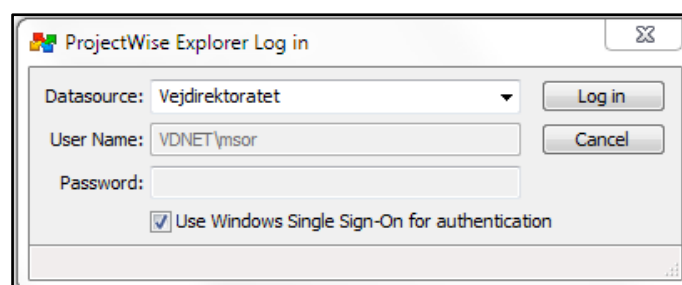 ProjectWise Explorer Log in
Datasource: Vejdirektoratet Log in
User Name: VDNET\msor Cancel
Password:
Use Windows Single Sign-On for authentication